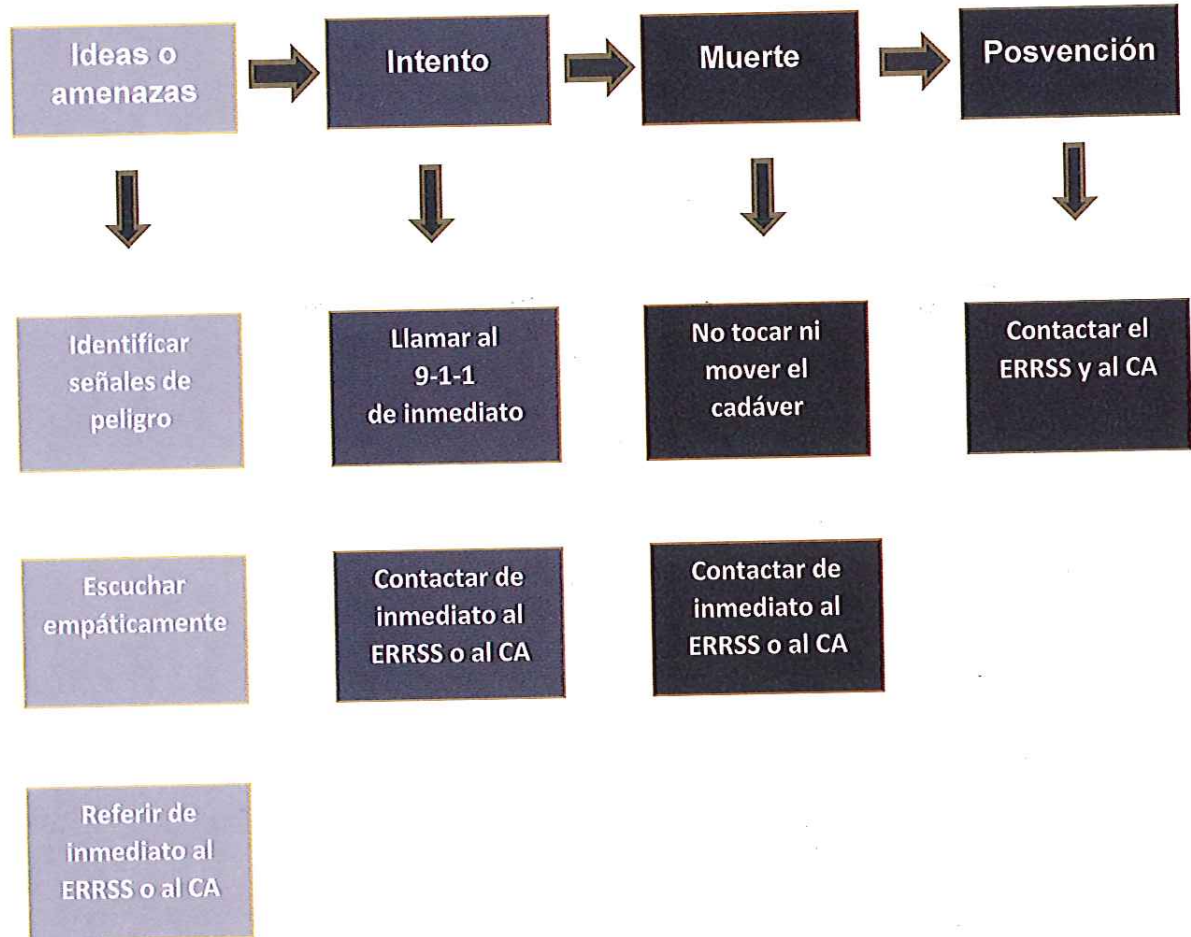 Ideas o
amenazas
Intento
Muerte
Posvención
Identificar
señales de
peligro
Llamar al
9-1-1
de inmediato
No tocar ni
mover el
cadáver
Contactar el
ERRSS y al CA
Escuchar
empáticamente
Contactar de
inmediato al
ERRSS o al CA
Contactar de
inmediato al
ERRSS o al CA
Referir de
inmediato al
ERRSS o al CA